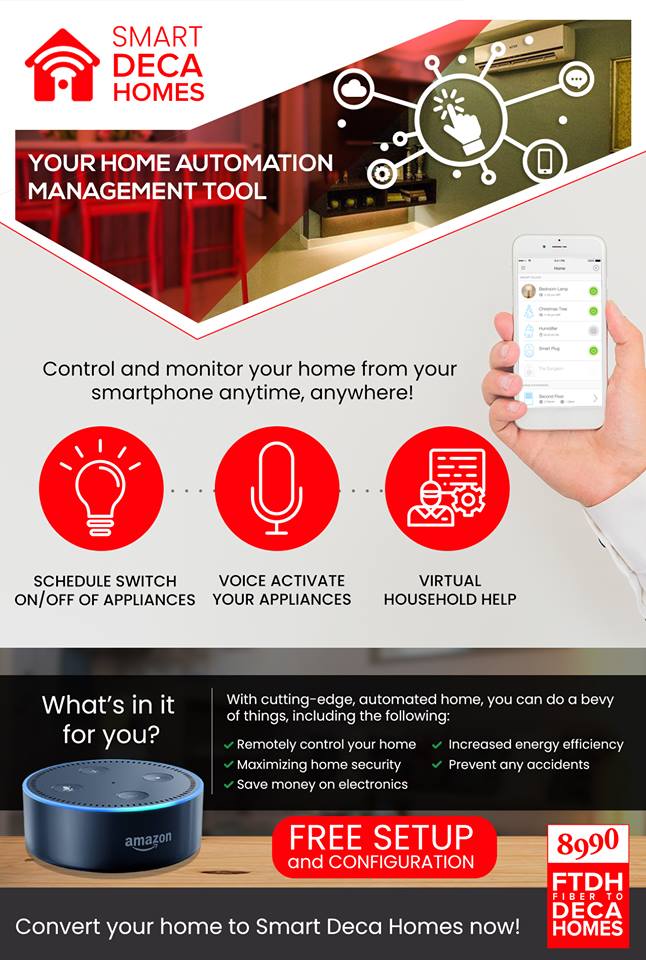 SMART
DECA
HOMES
YOUR HOME AUTOMATION
MANAGEMENT TOOL
Home
Bedroom Lamp
Christmas Tree
Humidifier
Smart Plug
Second Floor
Control and monitor your home from your
smartphone anytime, anywhere!
SCHEDULE SWITCH
ON/OFF OF APPLIANCES
VOICE ACTIVATE
YOUR APPLIANCES
VIRTUAL
HOUSEHOLD HELP
What's in it
for you?
With cutting-edge, automated home, you can do a bevy
of things, including the following:
Remotely control your home
Maximizing home security
Save money on electronics
Increased energy efficiency
Prevent any accidents
amazon
FREE SETUP
and CONFIGURATION
8990
FTDH
FIBER TO
DECA
HOMES
Convert your home to Smart Deca Homes now!